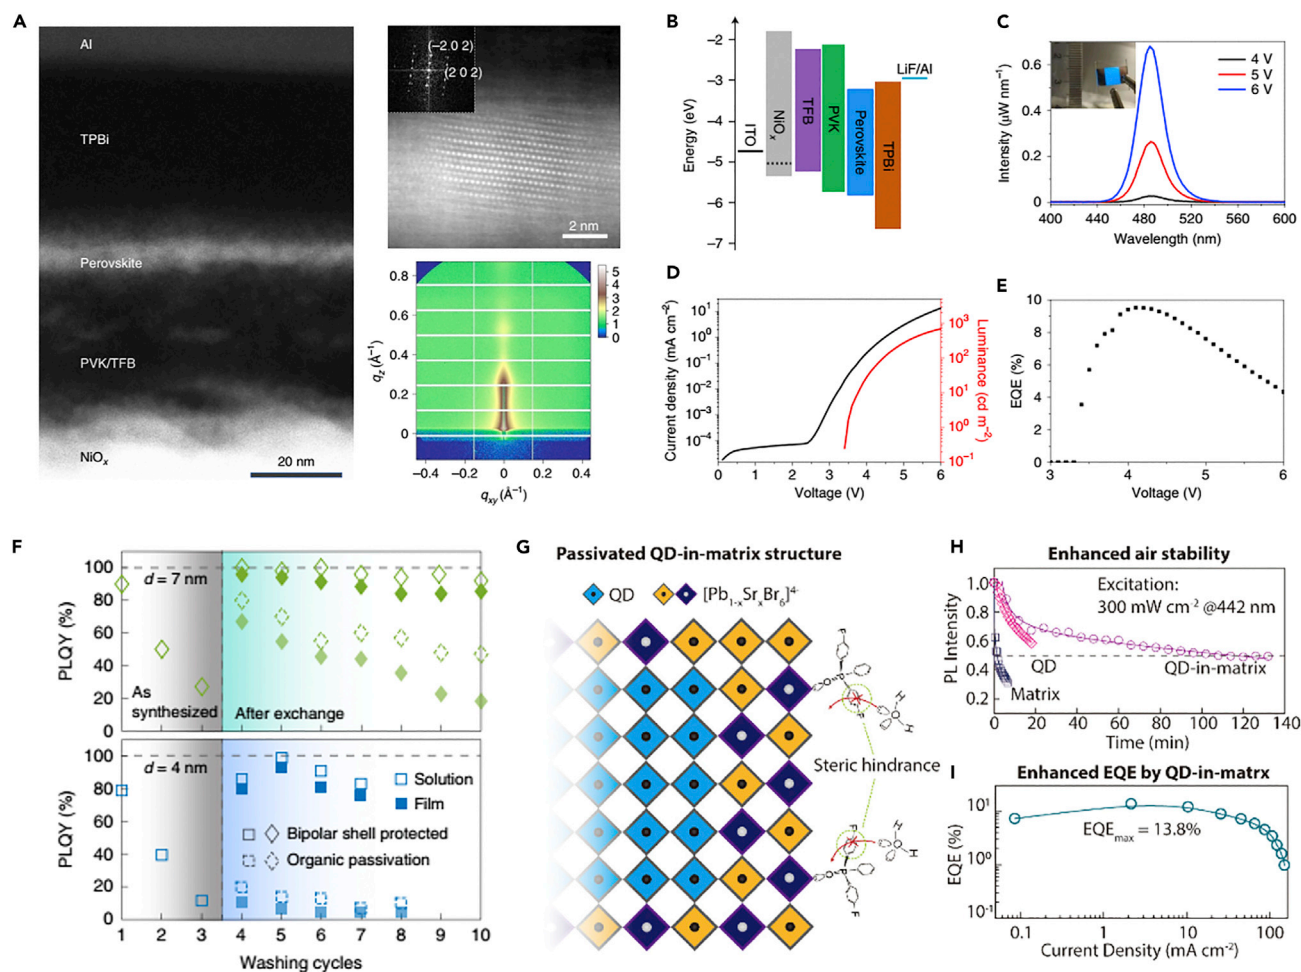 A
Al
TPBi
Perovskite
PVK/TFB
NiOx
20 nm
(−2.0 2)
(2 0 2)
2 nm
qz (Å−1)
0.8
0.6
0.4
0.2
0
−0.4 −0.2 0 0.2 0.4
qxy (Å−1)
5
4
3
2
1
0
B
Energy (eV)
−2
−3
−4
−5
−6
−7
ITO
NiOx
TFB
PVK
Perovskite
TPBi
LiF/Al
C
Intensity (µW nm−1)
0.6
0.4
0.2
0
400 440 480 520 560 600
Wavelength (nm)
4 V
5 V
6 V
D
Current density (mA cm−2)
10¹
10⁰
10−1
10−2
10−3
10−4
0 1 2 3 4 5 6
Voltage (V)
Luminance (cd m−2)
10³
10²
10¹
10⁰
10−1
E
EQE (%)
10
8
6
4
2
0
3 4 5 6
Voltage (V)
F
PLQY (%)
100
80
60
40
20
0
d = 7 nm
As
synthesized
After exchange
PLQY (%)
100
80
60
40
20
0
d = 4 nm
Solution
Film
Bipolar shell protected
Organic passivation
1 2 3 4 5 6 7 8 9 10
Washing cycles
G
Passivated QD-in-matrix structure
QD
[Pb1-xSrxBr6]4-
Steric hindrance
H
Enhanced air stability
PL Intensity
1.0
0.8
0.6
0.4
0.2
Excitation:
300 mW cm-2 @442 nm
QD
QD-in-matrix
Matrix
0 20 40 60 80 100 120 140
Time (min)
I
Enhanced EQE by QD-in-matrx
EQE (%)
10¹
10⁰
10-1
EQEmax = 13.8%
0.1 1 10 100
Current Density (mA cm-2)